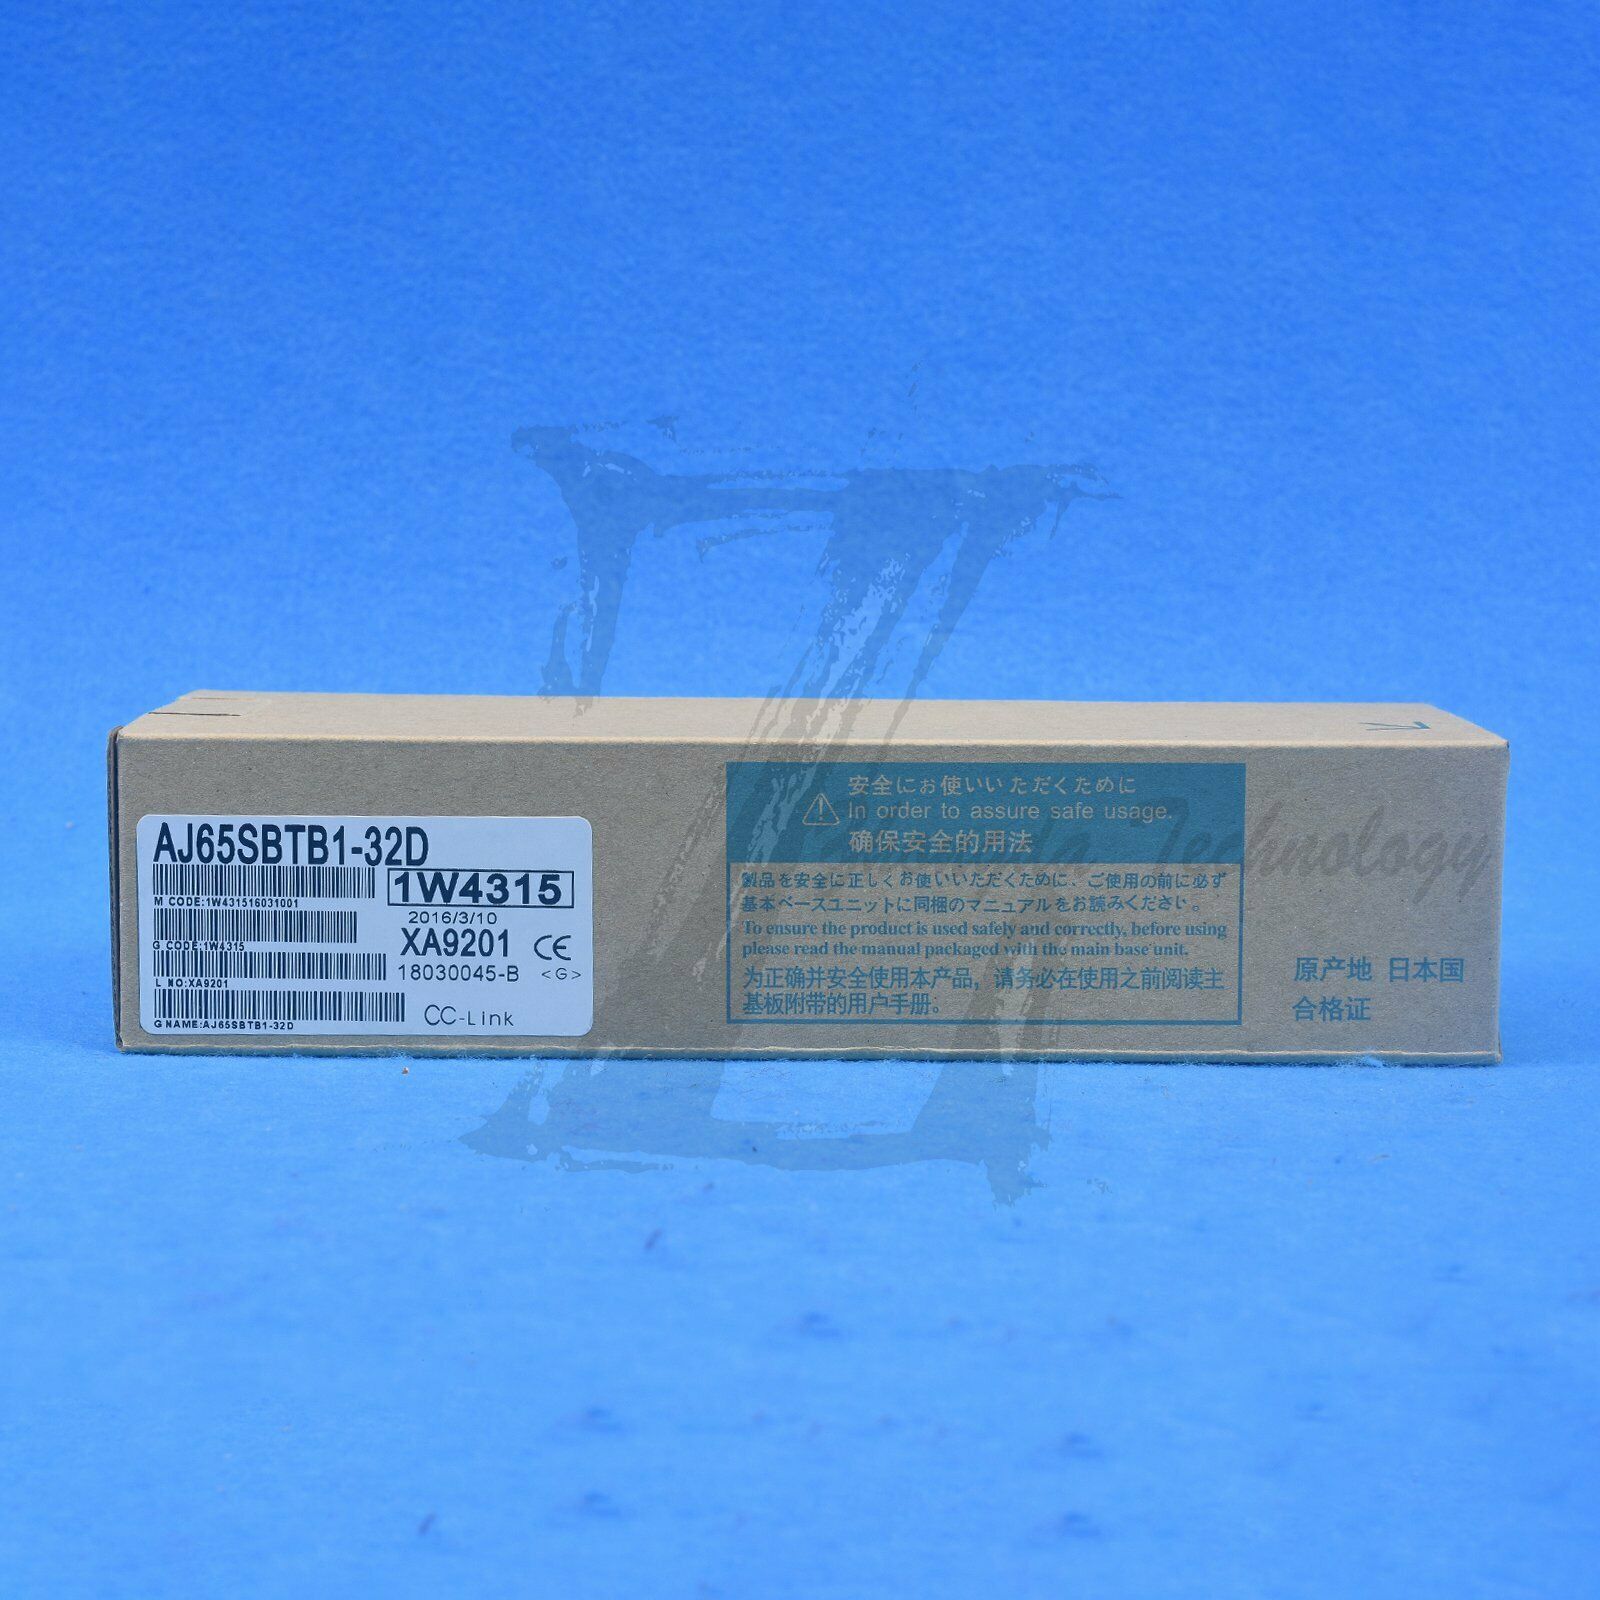 AJ65SBTB1-32D
1W4315
M CODE:1W431516031001
2016/3/10
G CODE:1W4315
XA9201 CE
18030045-B <G>
L NO:XA9201
CC-Link
G NAME:AJ65SBTB1-32D
安全にお使いいただくために
In order to assure safe usage.
确保安全的用法
製品を安全に正しくお使いいただくために、ご使用の前に必ず
基本ベースユニットに同梱のマニュアルをお読みください。
To ensure the product is used safely and correctly, before using
please read the manual packaged with the main base unit.
为正确并安全使用本产品，请务必在使用之前阅读主
基板附带的用户手册。
原产地 日本国
合格证
Technology